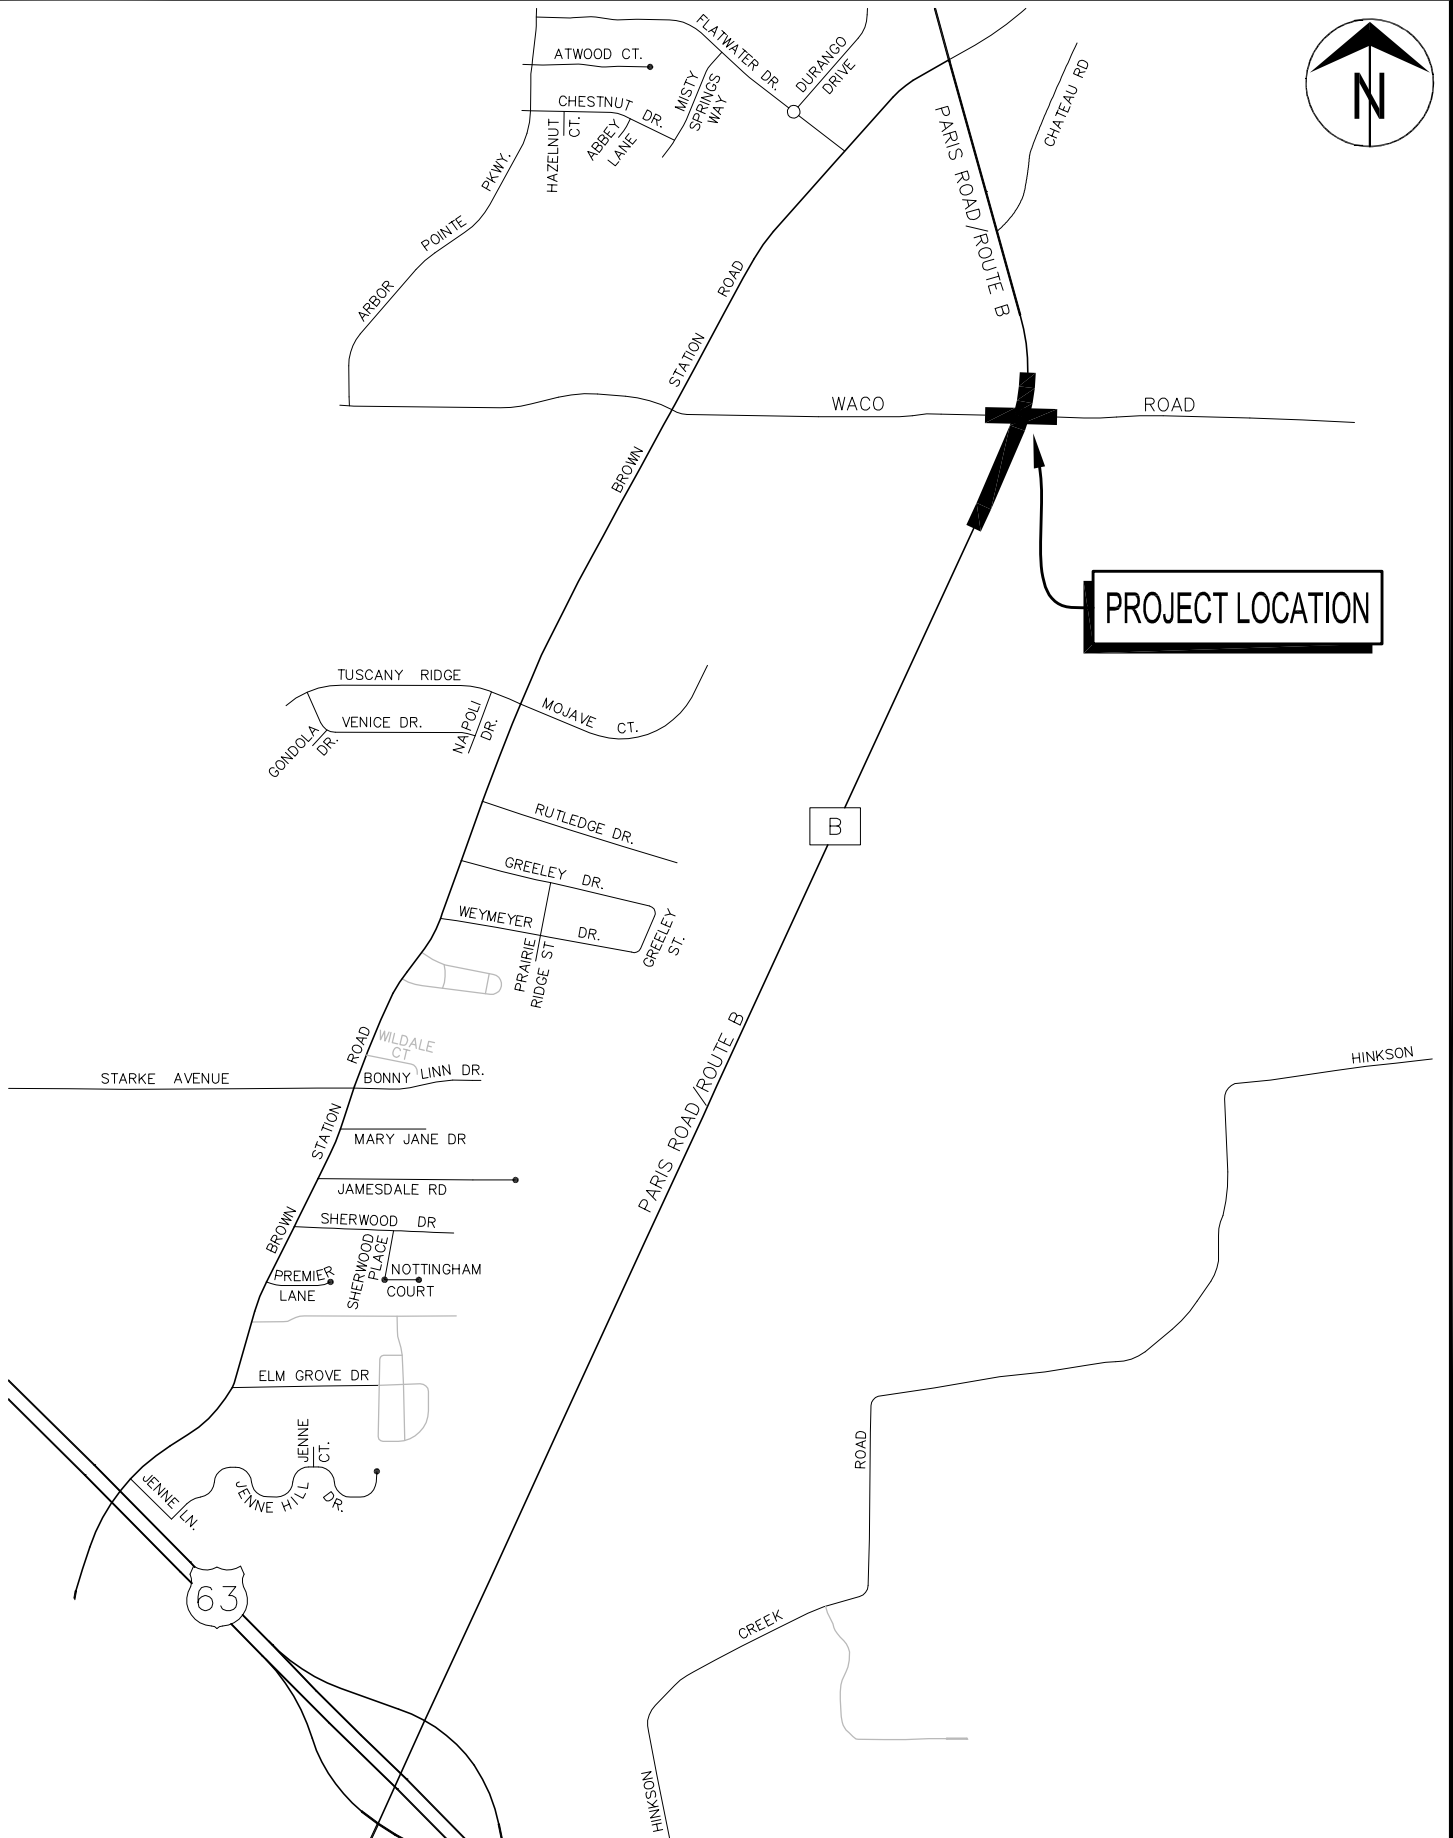 FLATWATER DR.
DURANGO
DRIVE
ATWOOD CT.
MISTY
SPRINGS
WAY
CHESTNUT DR.
HAZELNUT
CT.
ABBEY
LANE
CHATEAU RD
N
PARIS ROAD/ROUTE B
ARBOR POINTE PKWY.
BROWN STATION ROAD
WACO ROAD
PROJECT LOCATION
TUSCANY RIDGE
MOJAVE CT.
VENICE DR.
NAPOLI
DR.
GONDOLA
DR.
RUTLEDGE DR.
B
GREELEY DR.
WEYMEYER DR.
GREELEY
ST.
PRAIRIE
RIDGE ST
PARIS ROAD/ROUTE B
WILDALE
CT
STARKE AVENUE
BONNY LINN DR.
HINKSON
BROWN STATION ROAD
MARY JANE DR
JAMESDALE RD
SHERWOOD DR
SHERWOOD
PLACE
NOTTINGHAM
COURT
PREMIER
LANE
ELM GROVE DR
JENNE
CT.
JENNE HILL DR.
JENNE LN.
ROAD
63
CREEK
HINKSON